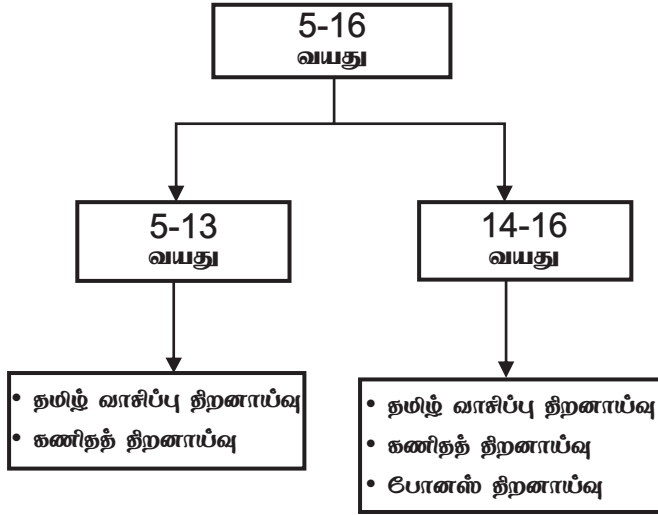 5-16
வயது
5-13
வயது
14-16
வயது
• தமிழ் வாசிப்பு திறனாய்வு
• கணிதத் திறனாய்வு
• தமிழ் வாசிப்பு திறனாய்வு
• கணிதத் திறனாய்வு
• போனஸ் திறனாய்வு